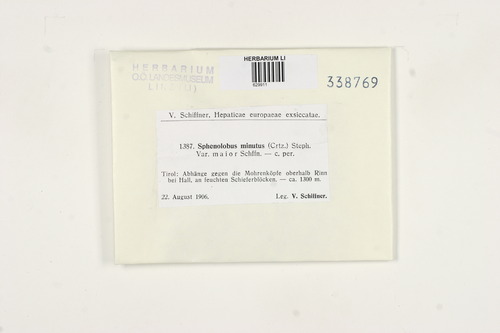 HERBARIUM LI
HERBARIUM
O.Ö. LANDESMUSEUM
338769
V. Schiffner, Hepaticae europaeae exsiccatae.
1387. Sphenolobus minutus (Crtz.) Steph.
Var. maior Schffn. — c. per.
Tirol: Abhänge gegen die Mohrenköpfe oberhalb Rinn
bei Hall, an feuchten Schieferblöcken. — ca. 1300 m.
22. August 1906.
Leg. V. Schiffner.